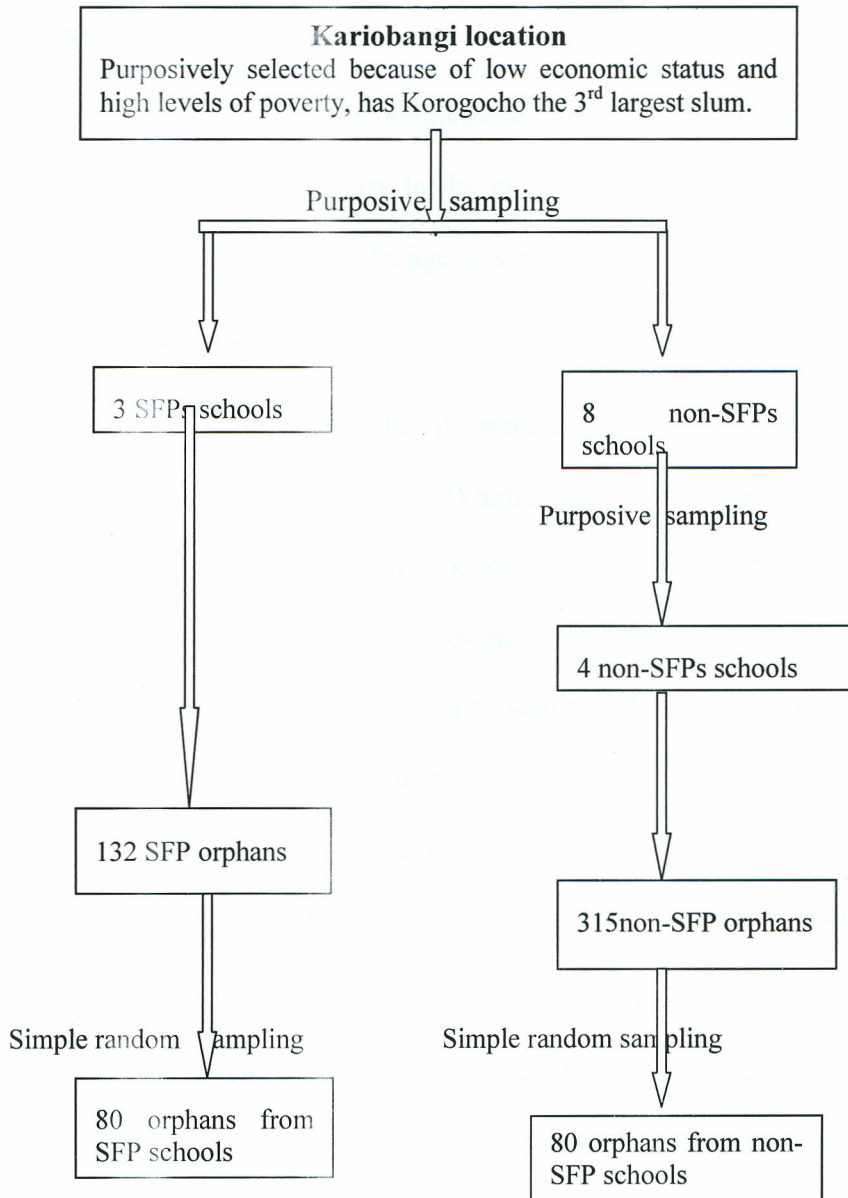 Kariobangi location
Purposively selected because of low economic status and
high levels of poverty, has Korogocho the 3rd largest slum.
Purposive sampling
3 SFPs schools
8 non-SFPs
schools
Purposive sampling
4 non-SFPs schools
132 SFP orphans
315non-SFP orphans
Simple random ampling
Simple random sampling
80 orphans from
SFP schools
80 orphans from non-
SFP schools